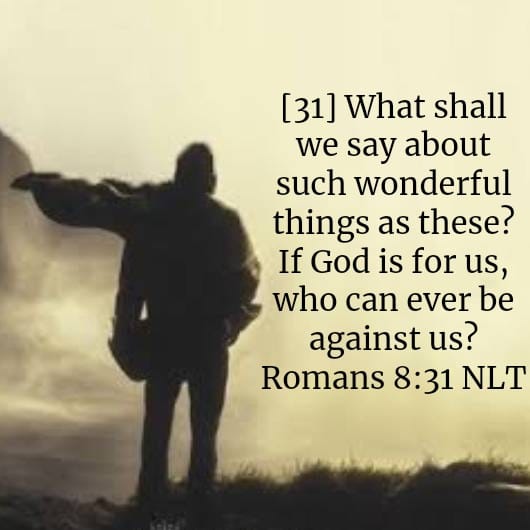 [31] What shall
we say about
such wonderful
things as these?
If God is for us,
who can ever be
against us?
Romans 8:31 NLT